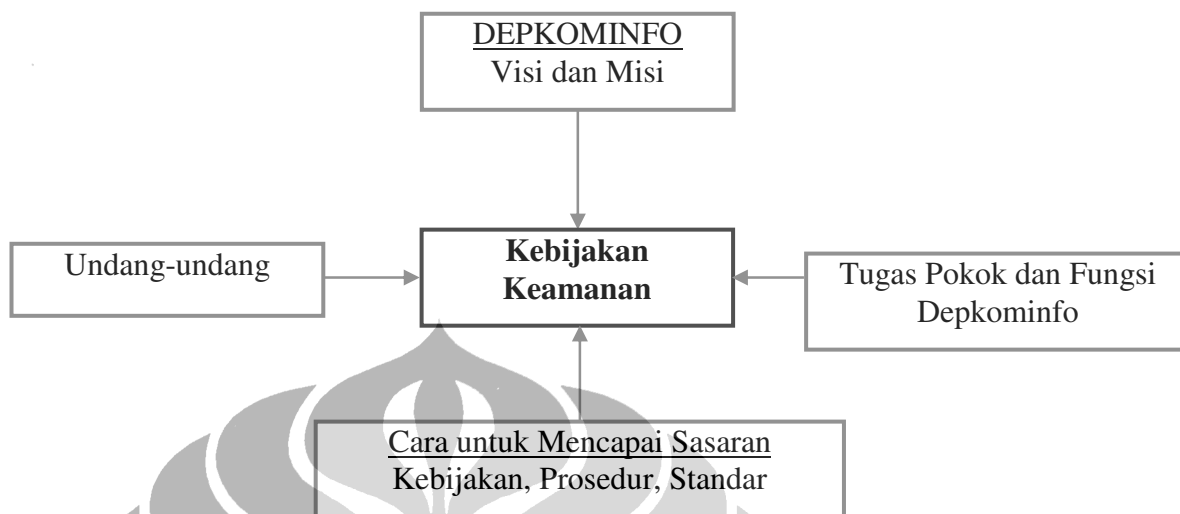 DEPKOMINFO
Visi dan Misi
Undang-undang
Kebijakan
Keamanan
Tugas Pokok dan Fungsi
Depkominfo
Cara untuk Mencapai Sasaran
Kebijakan, Prosedur, Standar